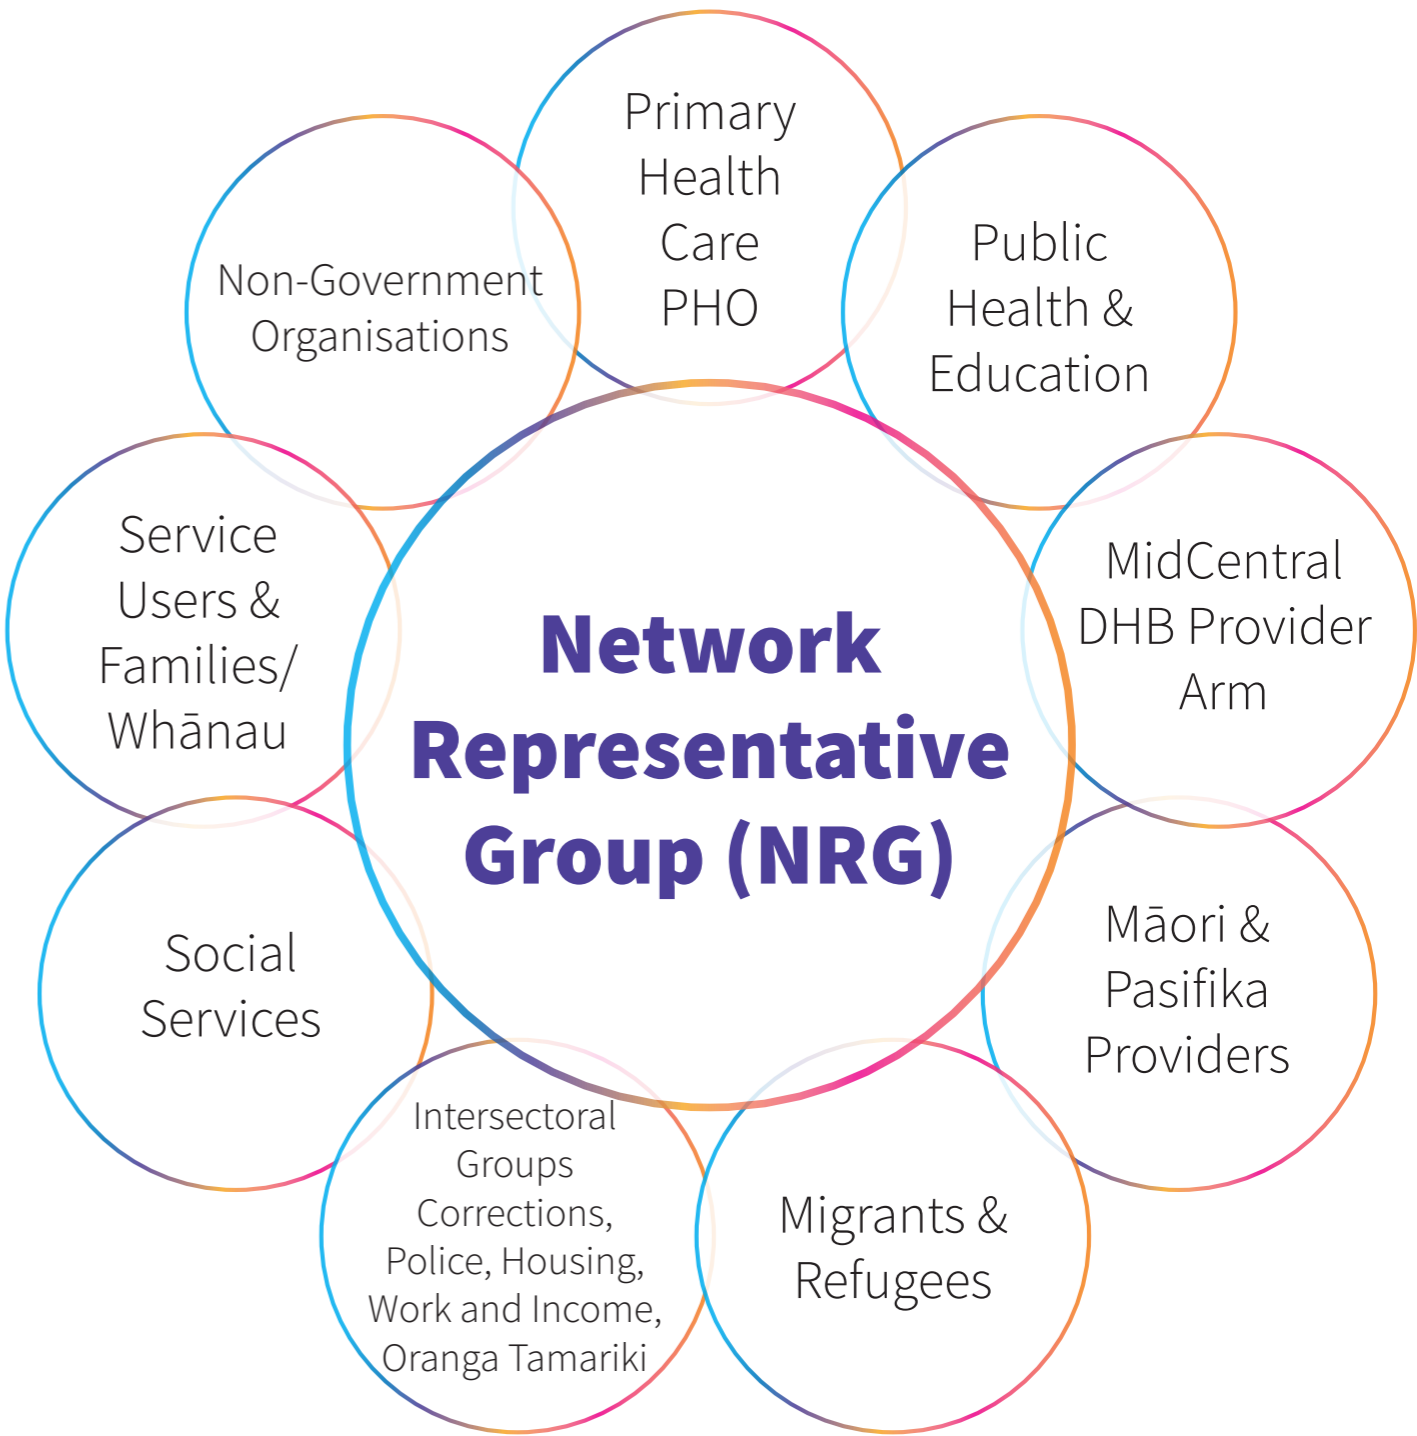 Primary
Health
Care
PHO
Public
Health &
Education
MidCentral
DHB Provider
Arm
Māori &
Pasifika
Providers
Migrants &
Refugees
Intersectoral
Groups
Corrections,
Police, Housing,
Work and Income,
Oranga Tamariki
Social
Services
Service
Users &
Families/
Whānau
Non-Government
Organisations
Network
Representative
Group (NRG)